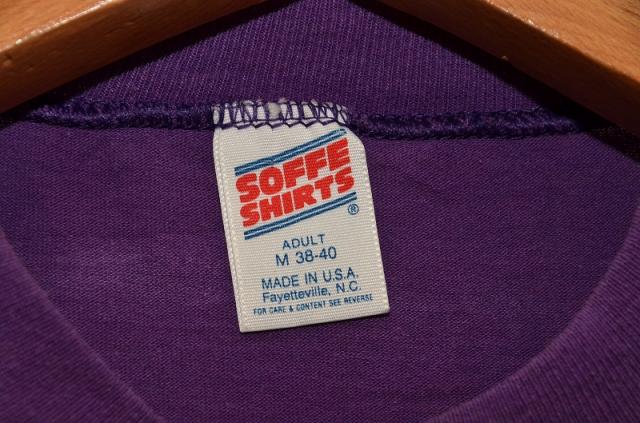 SOFFE
SHIRTS®
ADULT
M 38-40
MADE IN U.S.A.
Fayetteville, N.C.
FOR CARE & CONTENT SEE REVERSE